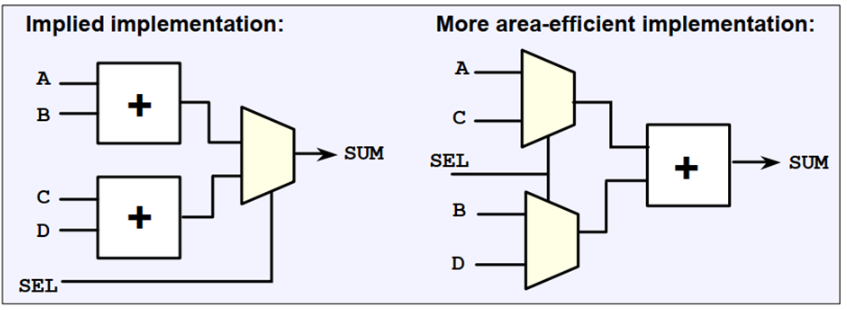 Implied implementation:
A
B
+
C
D
+
SEL
SUM
More area-efficient implementation:
A
C
SEL
B
D
+
SUM